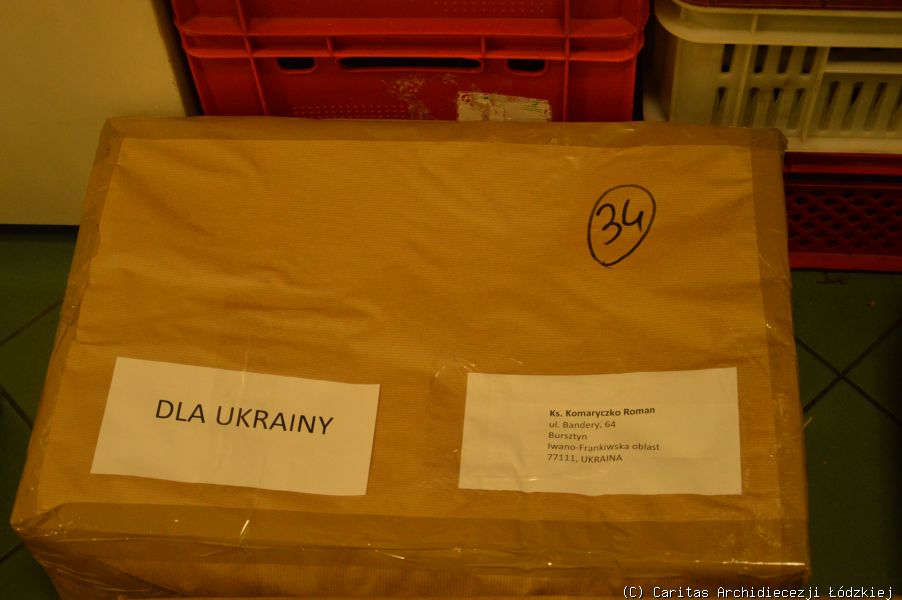 34
DLA UKRAINY
Ks. Komaryczko Roman
ul. Bandery, 64
Bursztyn
Iwano-Frankiwska oblast
77111, UKRAINA
(C) Caritas Archidiecezji Łódzkiej